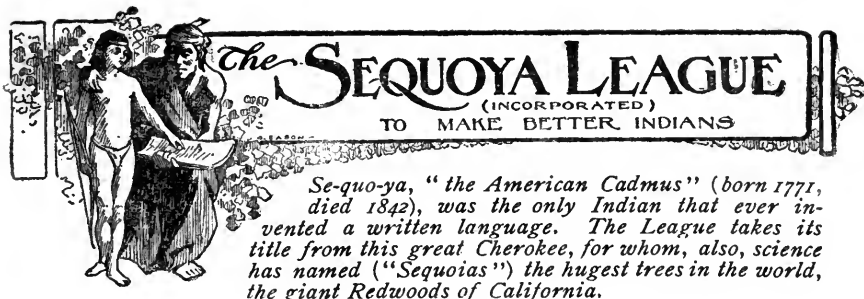 The SEQUOYA LEAGUE
(INCORPORATED)
TO MAKE BETTER INDIANS
Se-quo-ya, “the American Cadmus” (born 1771,
died 1842), was the only Indian that ever in-
vented a written language. The League takes its
title from this great Cherokee, for whom, also, science
has named (“Sequoias”) the hugest trees in the world,
the giant Redwoods of California.